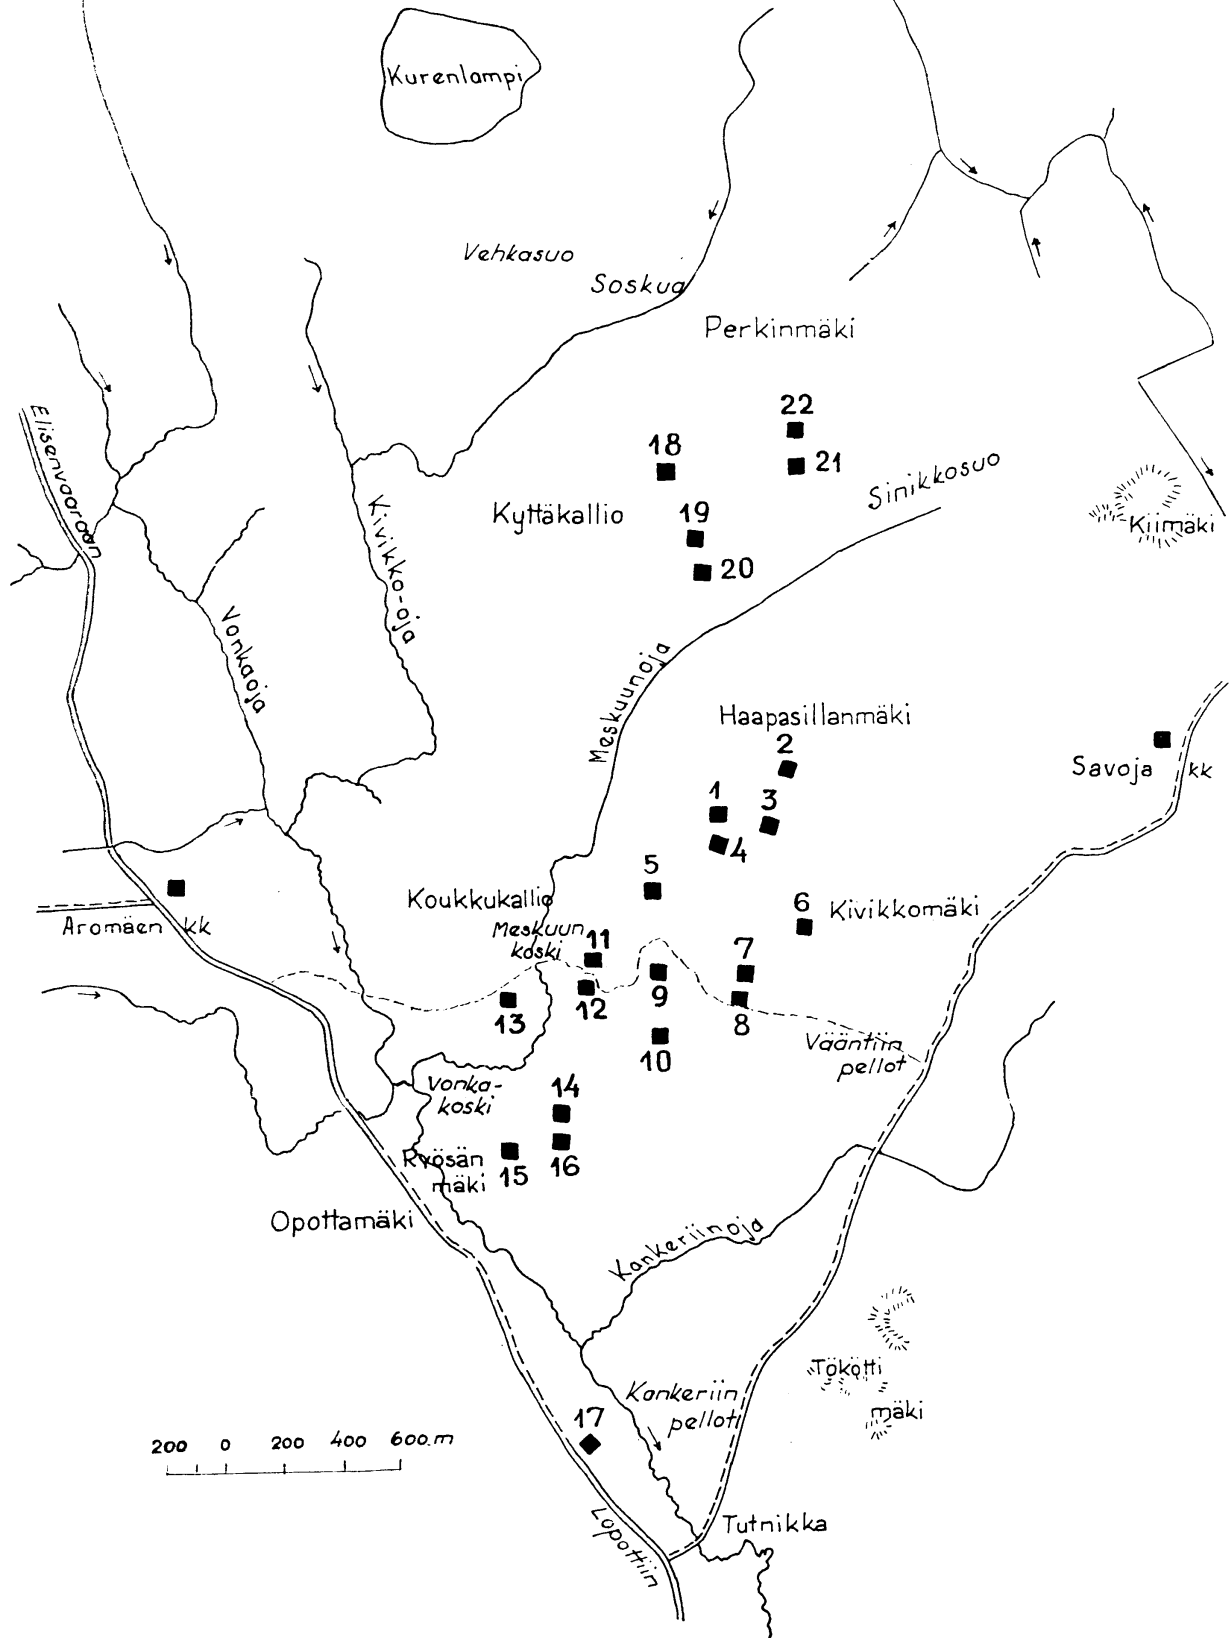 Kurenlampi
Vehkasuo
Soskua
Perkinmäki
22
21
18
Sinikkosuo
Elisenvaaraan
Kyttäkallio
19
20
Kiimäki
Kivikko-oja
Vonkaoja
Meskuunoja
Haapasillanmäki
2
Savoja kk
1
3
4
5
Koukkukallio
6
Kivikkomäki
Aromäen kk
Meskuun
koski
11
7
9
12
13
8
10
Vääntiin
pellot
Vonka-
koski
14
Ryösän
mäki
15
16
Opottamäki
Kankeriinoja
Tökötti
mäki
Kankeriin
pellot
17
200 0 200 400 600 m
Tutnikka
Lopottiin